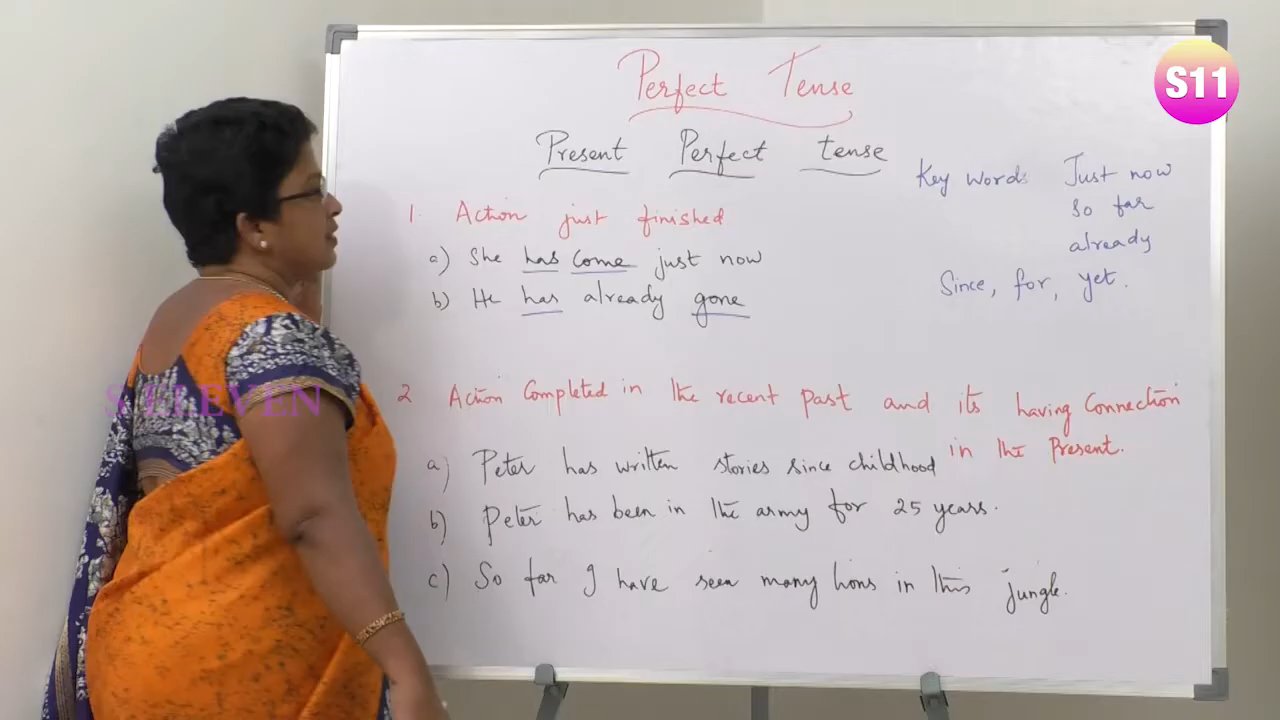 S11
Perfect Tense
Present Perfect tense
Key words Just now
so far
already
Since, for, yet.
1. Action just finished
a) She has come just now
b) He has already gone
2 Action Completed in the recent past and its having Connection
in the Present.
a) Peter has written stories since childhood
b) Peter has been in the army for 25 years.
c) So far I have seen many lions in this jungle.
S ELEVEN